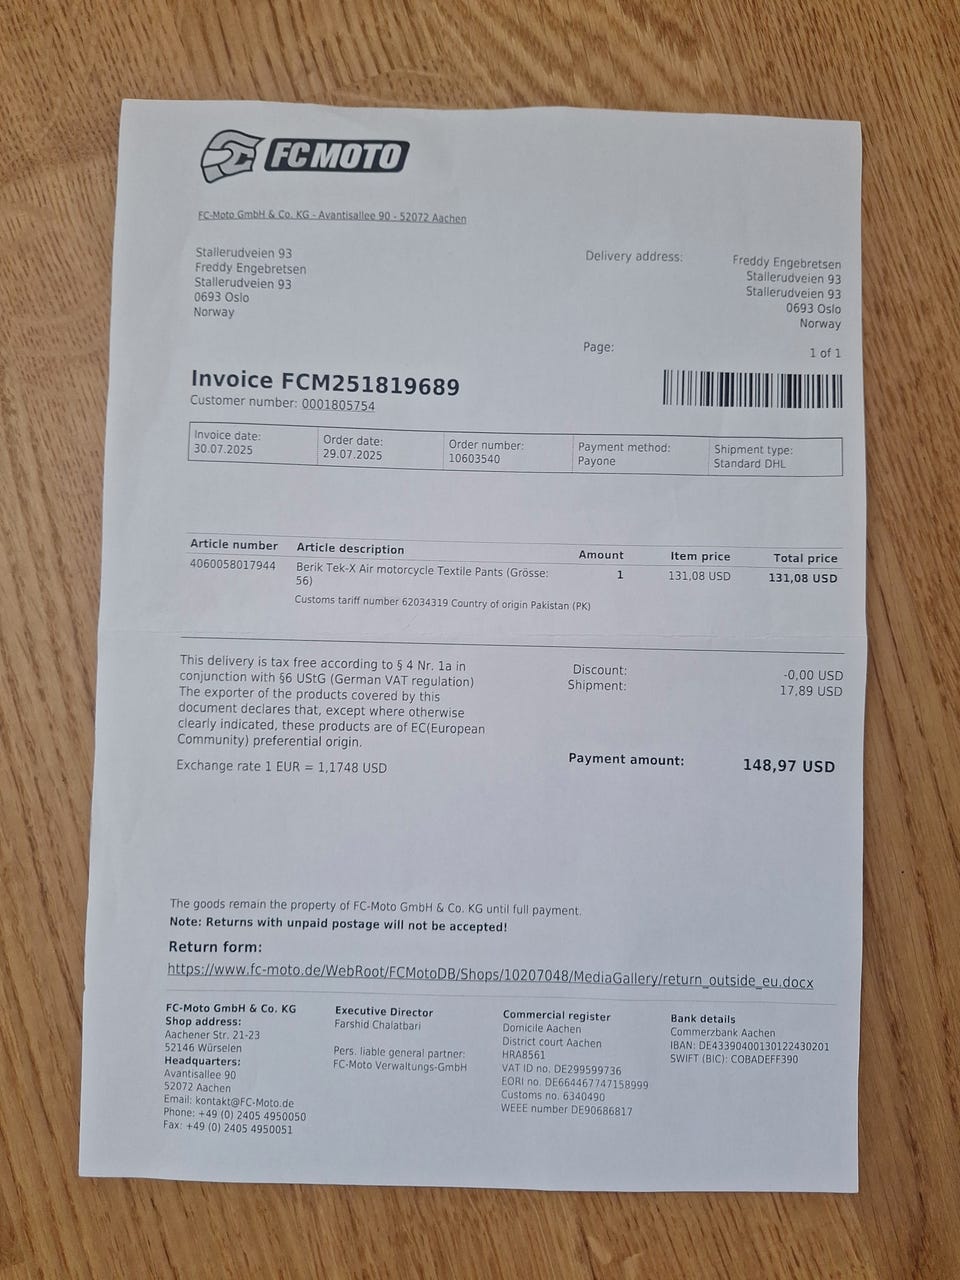 FC MOTO
FC-Moto GmbH & Co. KG - Avantisallee 90 - 52072 Aachen
Stallerudveien 93
Freddy Engebretsen
Stallerudveien 93
0693 Oslo
Norway
Delivery address:
Freddy Engebretsen
Stallerudveien 93
Stallerudveien 93
0693 Oslo
Norway
Page: 1 of 1
Invoice FCM251819689
Customer number: 0001805754
Invoice date:
30.07.2025
Order date:
29.07.2025
Order number:
10603540
Payment method:
Payone
Shipment type:
Standard DHL
Article number Article description Amount Item price Total price
4060058017944 Berik Tek-X Air motorcycle Textile Pants (Grösse: 1 131,08 USD 131,08 USD
56)
Customs tariff number 62034319 Country of origin Pakistan (PK)
This delivery is tax free according to § 4 Nr. 1a in
conjunction with §6 UStG (German VAT regulation)
The exporter of the products covered by this
document declares that, except where otherwise
clearly indicated, these products are of EC(European
Community) preferential origin.
Exchange rate 1 EUR = 1,1748 USD
Discount: -0,00 USD
Shipment: 17,89 USD
Payment amount: 148,97 USD
The goods remain the property of FC-Moto GmbH & Co. KG until full payment.
Note: Returns with unpaid postage will not be accepted!
Return form:
https://www.fc-moto.de/WebRoot/FCMotoDB/Shops/10207048/MediaGallery/return_outside_eu.docx
FC-Moto GmbH & Co. KG
Shop address:
Aachener Str. 21-23
52146 Würselen
Headquarters:
Avantisallee 90
52072 Aachen
Email: kontakt@FC-Moto.de
Phone: +49 (0) 2405 4950050
Fax: +49 (0) 2405 4950051
Executive Director
Farshid Chalatbari
Pers. liable general partner:
FC-Moto Verwaltungs-GmbH
Commercial register
Domicile Aachen
District court Aachen
HRA8561
VAT ID no. DE299599736
EORI no. DE664467747158999
Customs no. 6340490
WEEE number DE90686817
Bank details
Commerzbank Aachen
IBAN: DE43390400130122430201
SWIFT (BIC): COBADEFF390